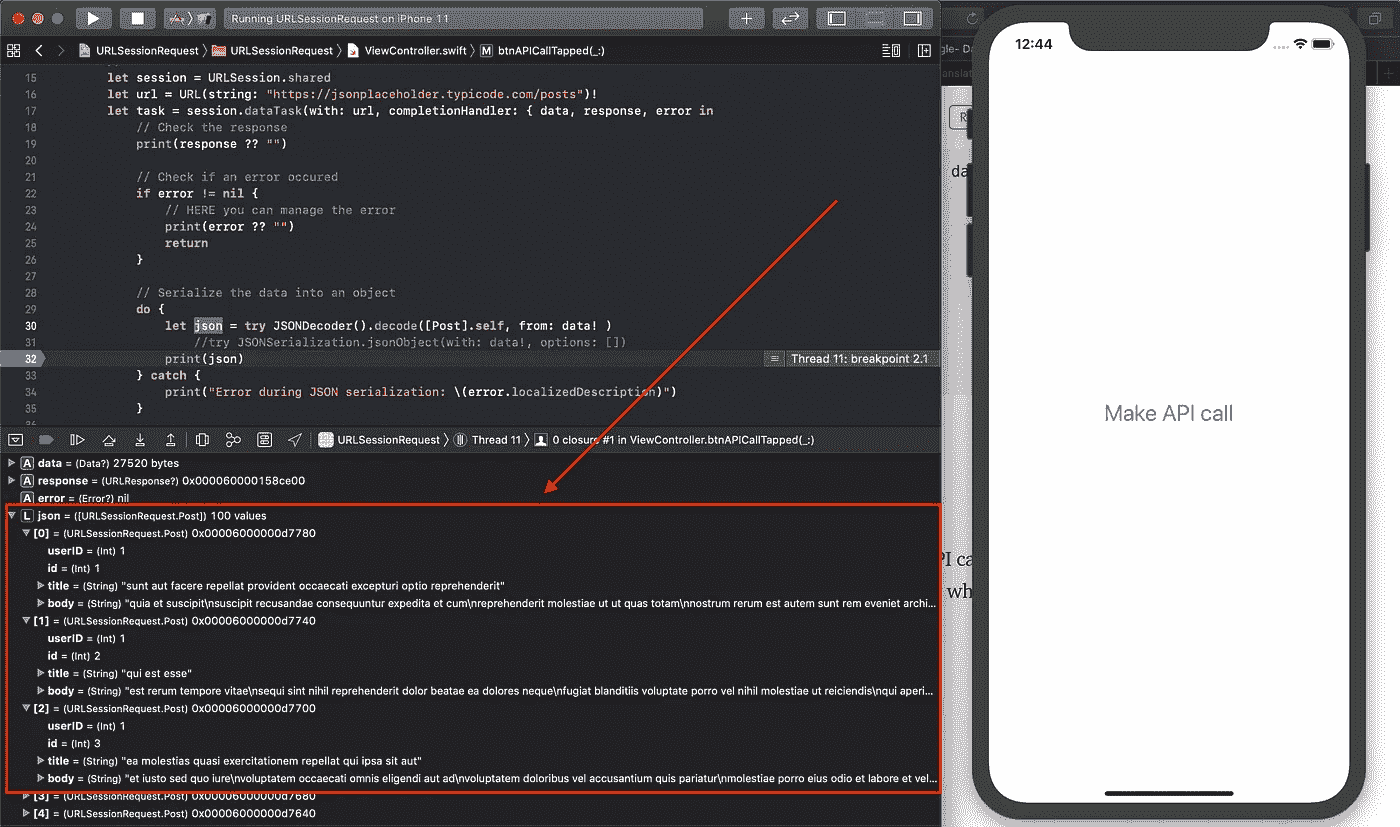 Running URLSessionRequest on iPhone 11
URLSessionRequest URLSessionRequest ViewController.swift M btnAPICallTapped(_:)
15 let session = URLSession.shared
16 let url = URL(string: "https://jsonplaceholder.typicode.com/posts")!
17 let task = session.dataTask(with: url, completionHandler: { data, response, error in
18 // Check the response
19 print(response ?? "")
20
21 // Check if an error occured
22 if error != nil {
23 // HERE you can manage the error
24 print(error ?? "")
25 return
26 }
27
28 // Serialize the data into an object
29 do {
30 let json = try JSONDecoder().decode([Post].self, from: data! )
31 //try JSONSerialization.jsonObject(with: data!, options: [])
32 print(json)
Thread 11: breakpoint 2.1
33 } catch {
34 print("Error during JSON serialization: \(error.localizedDescription)")
35 }
URLSessionRequest Thread 11 0 closure #1 in ViewController.btnAPICallTapped(_:)
A data = (Data?) 27520 bytes
A response = (URLResponse?) 0x000060000158ce00
A error = (Error?) nil
L json = ([URLSessionRequest.Post]) 100 values
[0] = (URLSessionRequest.Post) 0x00006000000d7780
userID = (Int) 1
id = (Int) 1
title = (String) "sunt aut facere repellat provident occaecati excepturi optio reprehenderit"
body = (String) "quia et suscipit\nsuscipit recusandae consequuntur expedita et cum\nreprehenderit molestiae ut ut quas totam\nnostrum rerum est autem sunt rem eveniet archi...
[1] = (URLSessionRequest.Post) 0x00006000000d7740
userID = (Int) 1
id = (Int) 2
title = (String) "qui est esse"
body = (String) "est rerum tempore vitae\nsequi sint nihil reprehenderit dolor beatae ea dolores neque\nfugiat blanditiis voluptate porro vel nihil molestiae ut reiciendis\nqui aperi...
[2] = (URLSessionRequest.Post) 0x00006000000d7700
userID = (Int) 1
id = (Int) 3
title = (String) "ea molestias quasi exercitationem repellat qui ipsa sit aut"
body = (String) "et iusto sed quo iure\nvoluptatem occaecati omnis eligendi aut ad\nvoluptatem doloribus vel accusantium quis pariatur\nmolestiae porro eius odio et labore et vel...
[3] = (URLSessionRequest.Post) 0x00006000000d7680
[4] = (URLSessionRequest.Post) 0x00006000000d7640
12:44
Make API call